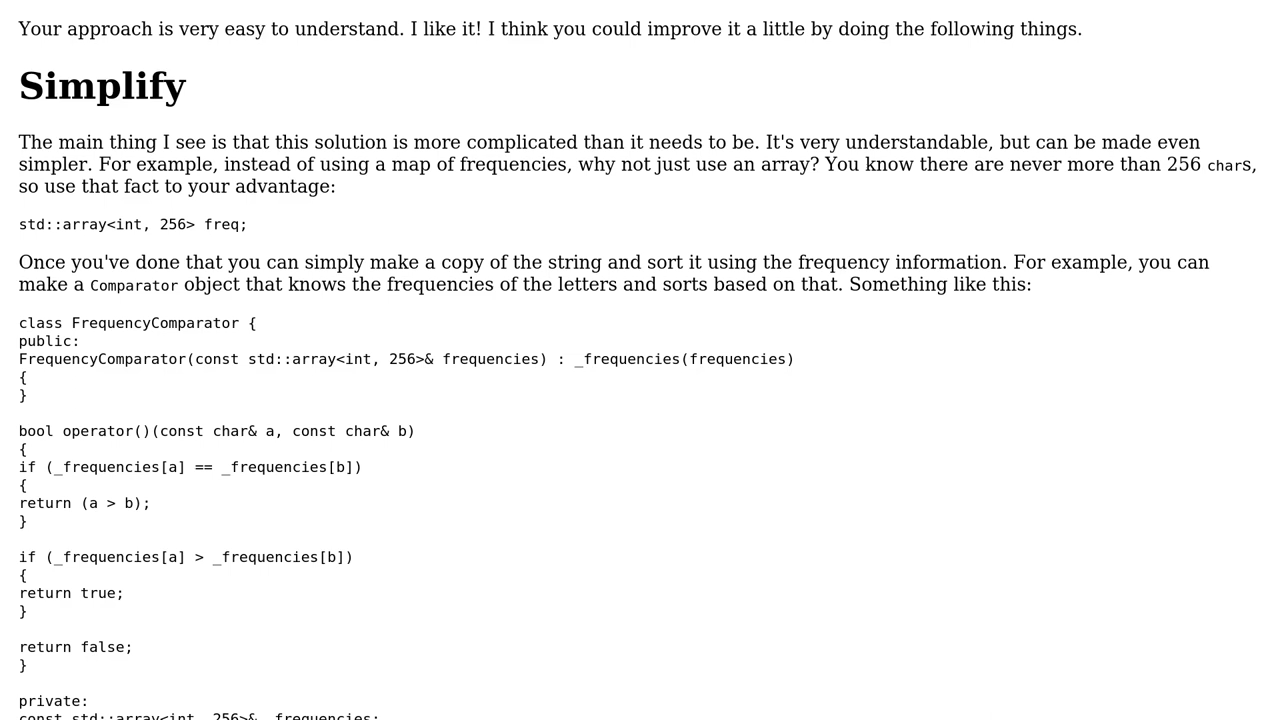 Your approach is very easy to understand. I like it! I think you could improve it a little by doing the following things.
Simplify
The main thing I see is that this solution is more complicated than it needs to be. It's very understandable, but can be made even
simpler. For example, instead of using a map of frequencies, why not just use an array? You know there are never more than 256 chars,
so use that fact to your advantage:
std::array<int, 256> freq;
Once you've done that you can simply make a copy of the string and sort it using the frequency information. For example, you can
make a Comparator object that knows the frequencies of the letters and sorts based on that. Something like this:
class FrequencyComparator {
public:
FrequencyComparator(const std::array<int, 256>& frequencies) : _frequencies(frequencies)
{
}
bool operator()(const char& a, const char& b)
{
if (_frequencies[a] == _frequencies[b])
{
return (a > b);
}
if (_frequencies[a] > _frequencies[b])
{
return true;
}
return false;
}
private:
const std::array<int, 256>& _frequencies;